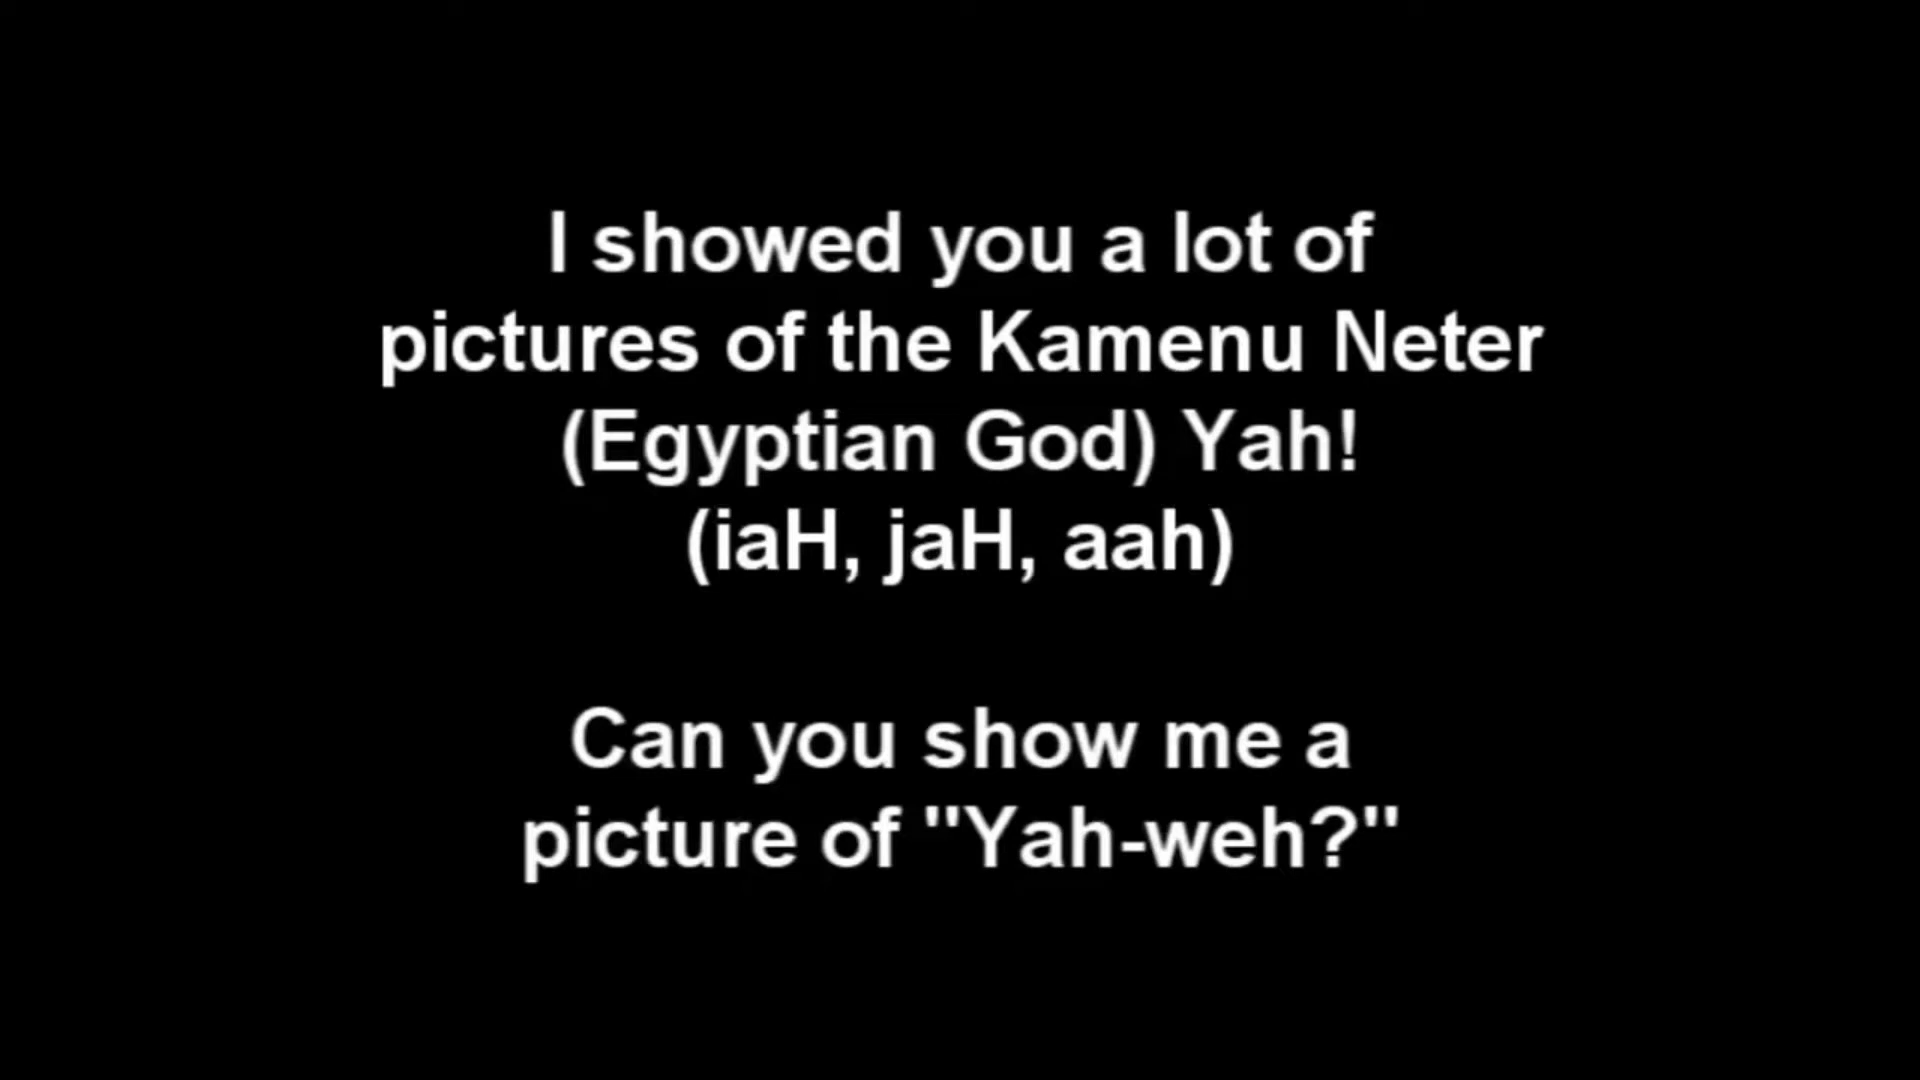 I showed you a lot of
pictures of the Kamenu Neter
(Egyptian God) Yah!
(iaH, jaH, aah)
Can you show me a
picture of "Yah-weh?"